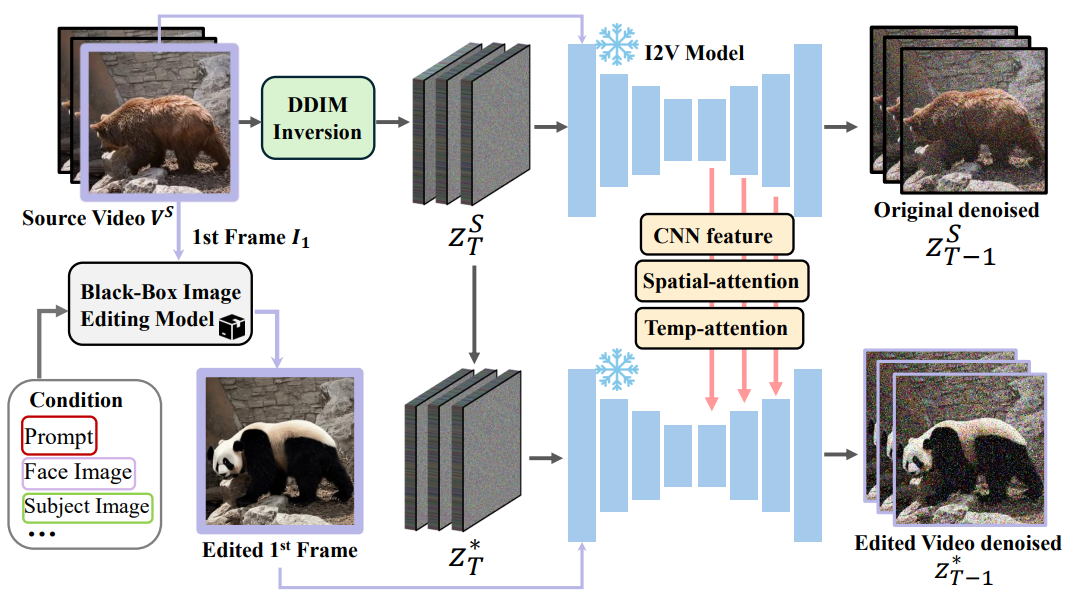 DDIM
Inversion
I2V Model
Source Video V^S
z_T^S
Original denoised
z_{T-1}^S
1st Frame I_1
CNN feature
Spatial-attention
Temp-attention
Black-Box Image
Editing Model
Condition
Prompt
Face Image
Subject Image
...
Edited 1st Frame
z_T^*
Edited Video denoised
z_{T-1}^*